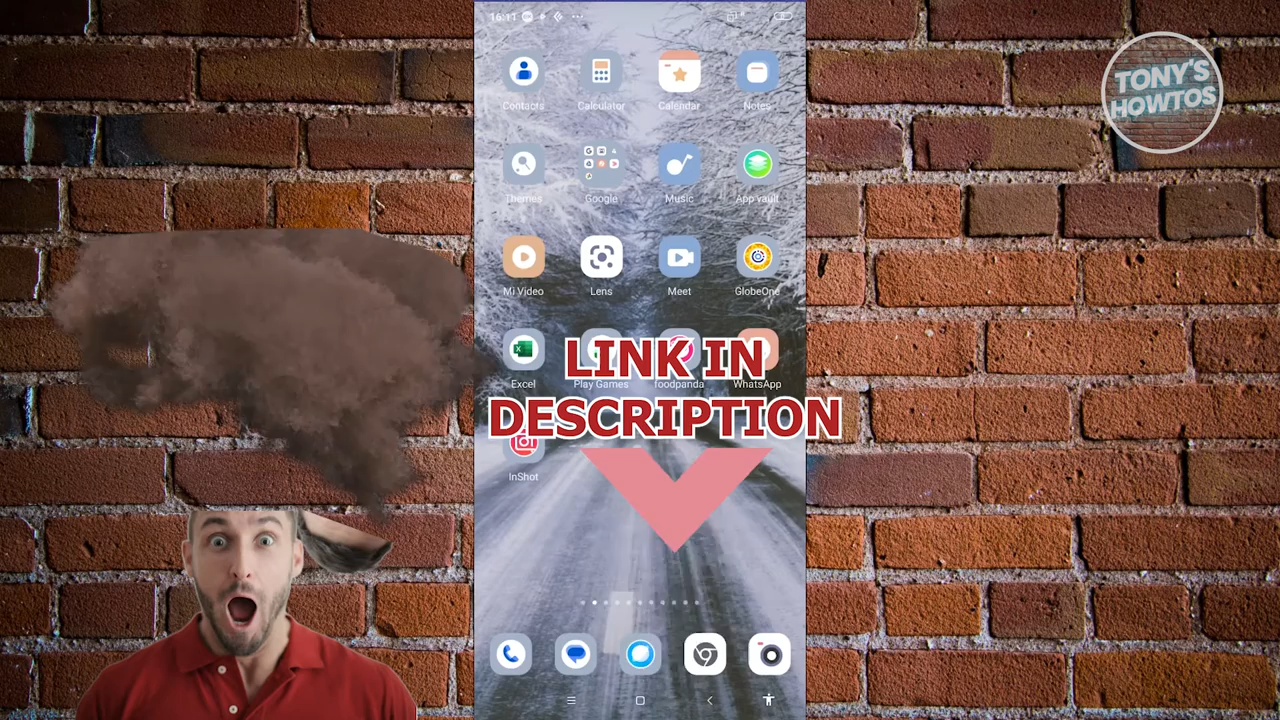 16:11
TONY'S
HOWTOS
Contacts
Calculator
Calendar
Notes
Themes
Google
Music
App vault
Mi Video
Lens
Meet
GlobeOne
LINK IN
Excel
Play Games
foodpanda
WhatsApp
DESCRIPTION
InShot